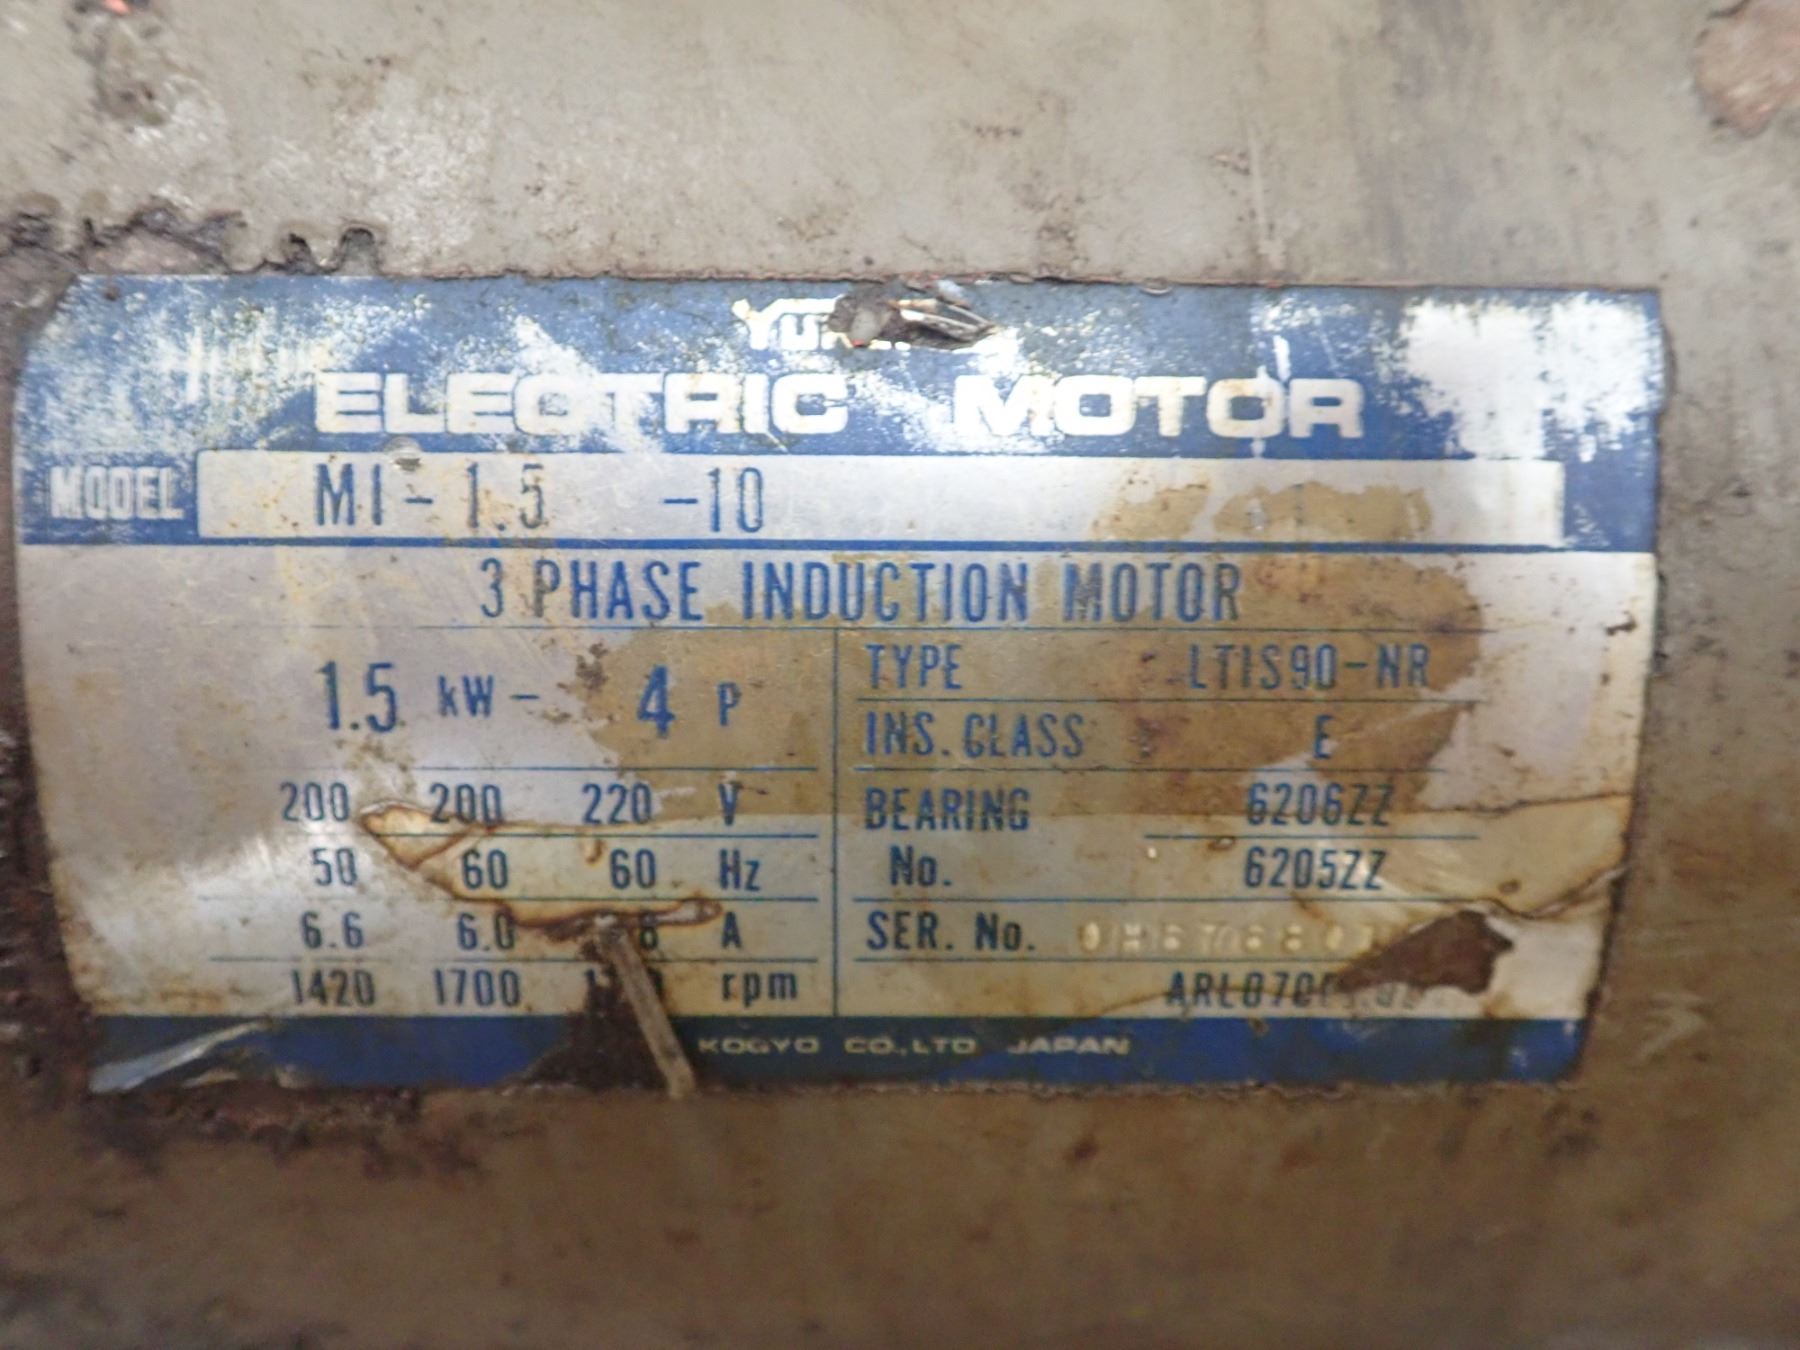 ELECTRIC MOTOR
MODEL MI-1.5 -10
3 PHASE INDUCTION MOTOR
1.5 kW - 4 P
200 200 220 V
50 60 60 Hz
6.6 6.0 A
1420 1700 rpm
TYPE LTIS90-NR
INS. CLASS E
BEARING 6206ZZ
No. 6205ZZ
SER. No.
KOGYO CO.,LTD JAPAN